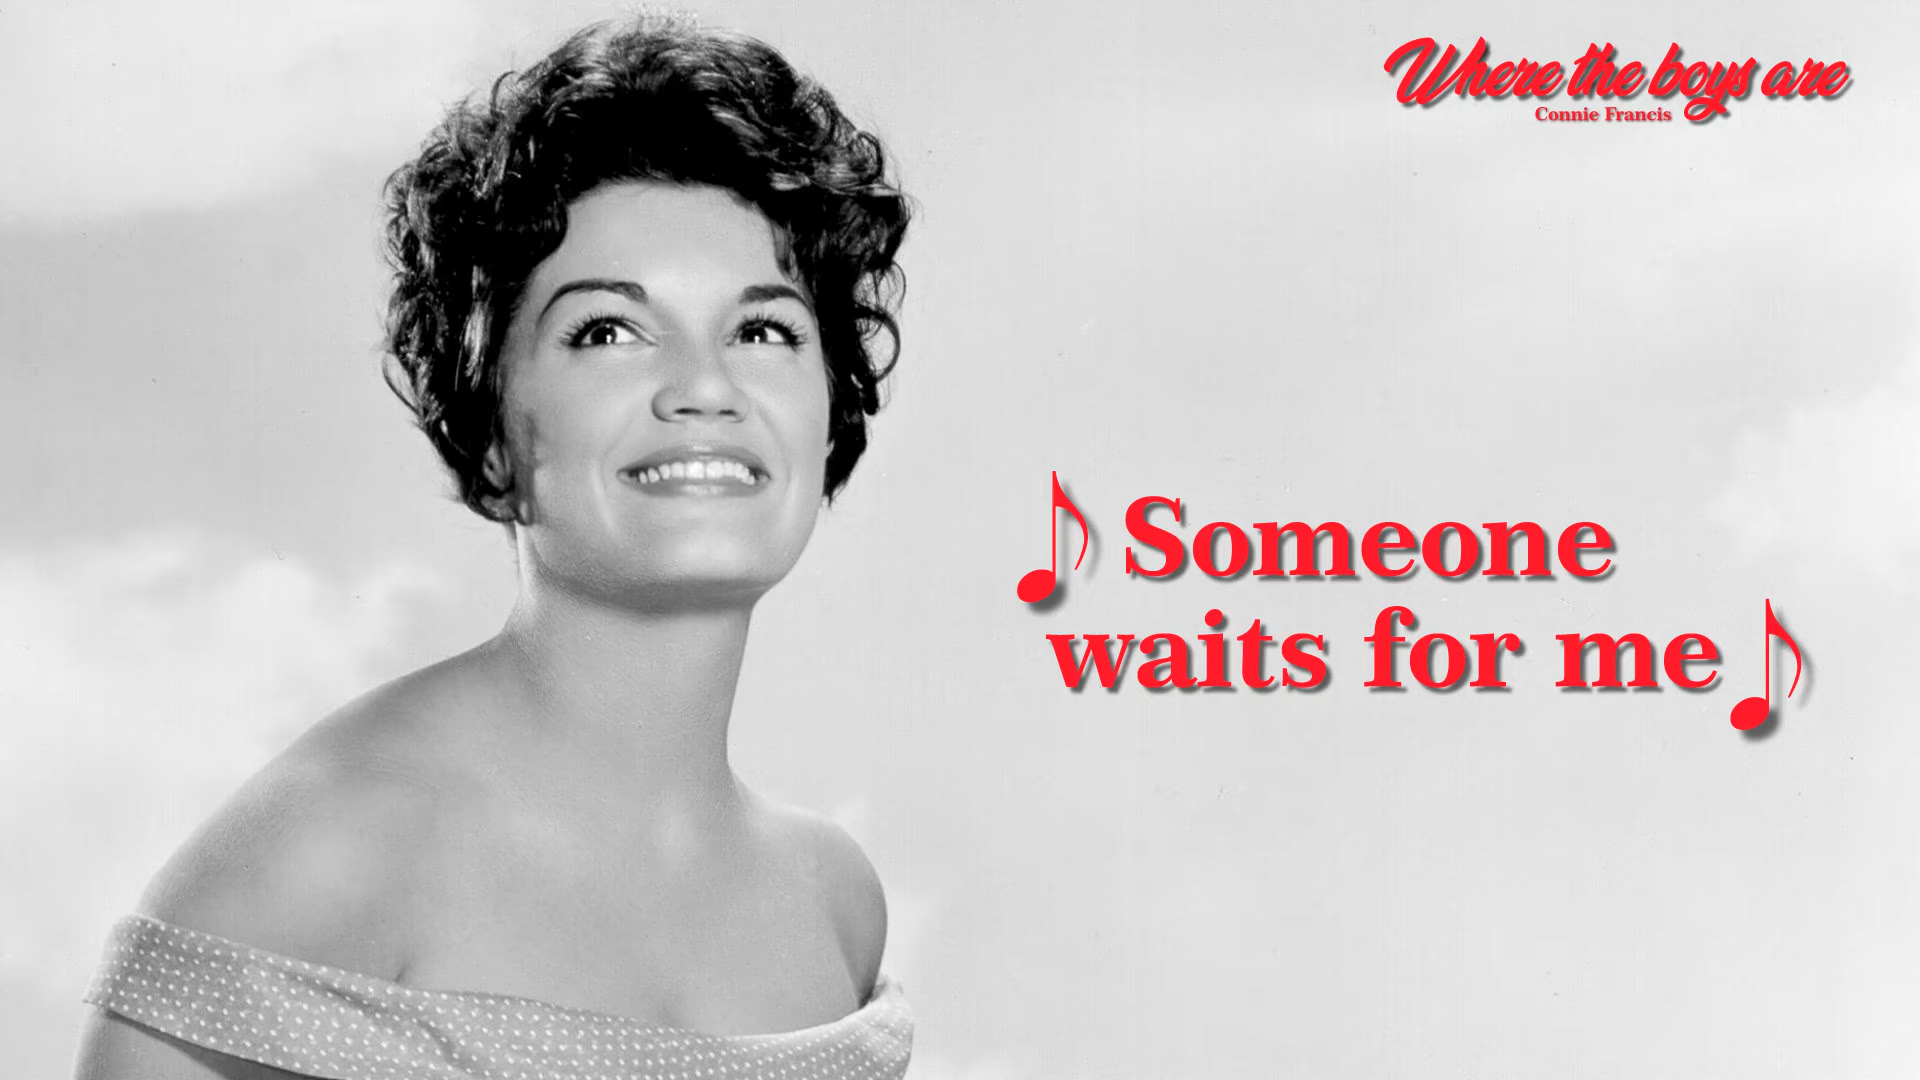 Where the boys are
Connie Francis
♪ Someone
waits for me ♪